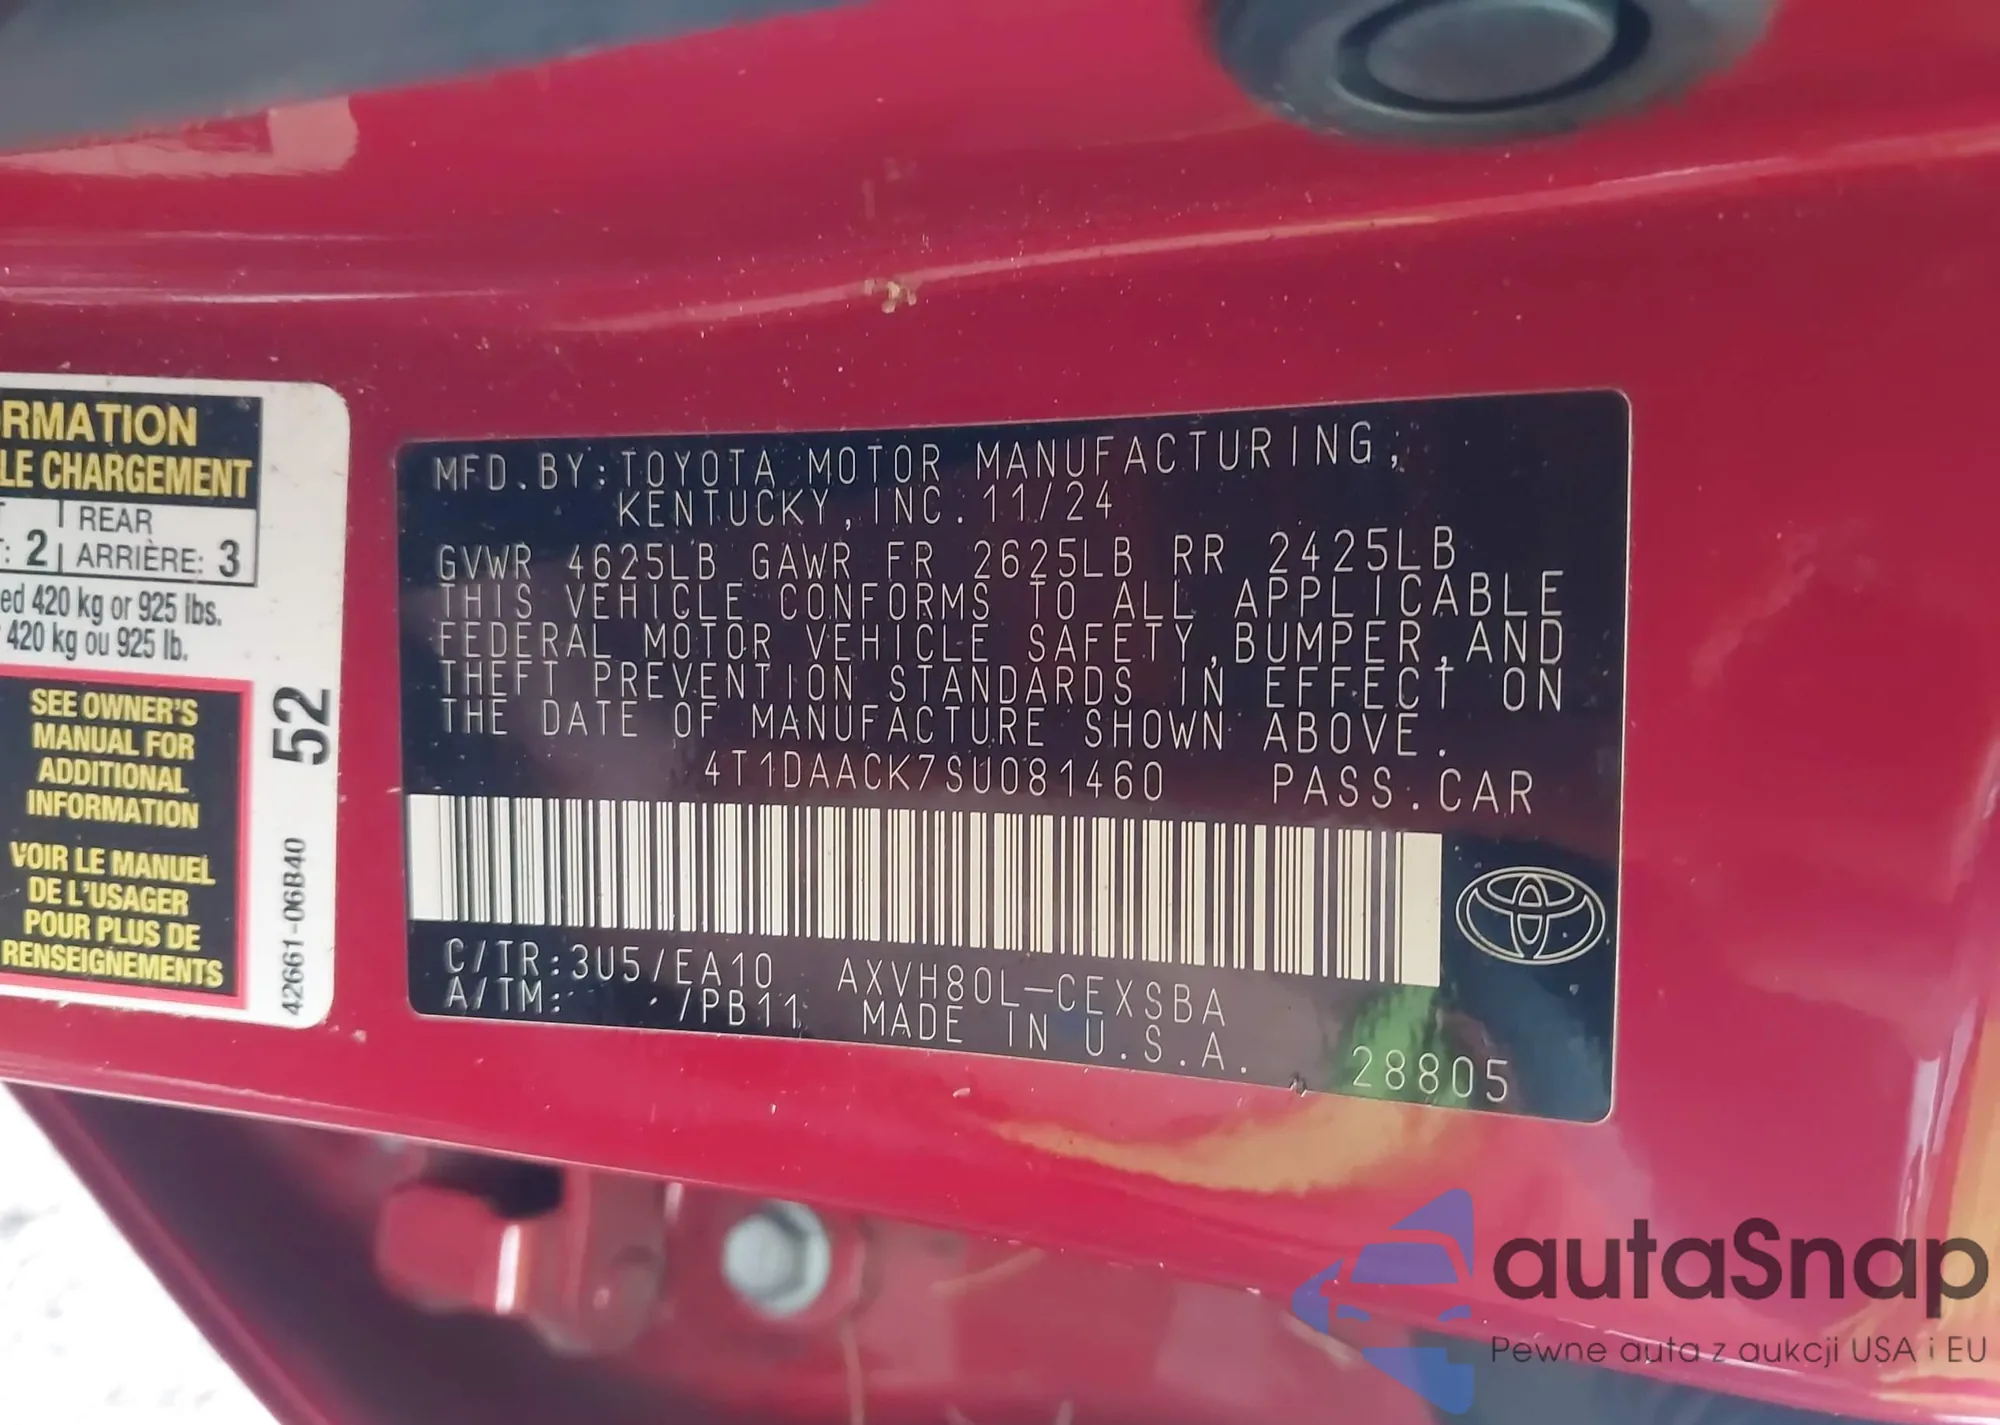 RMATION
LE CHARGEMENT
REAR
: 2 ARRIÈRE: 3
ed 420 kg or 925 lbs.
420 kg ou 925 lb.
SEE OWNER'S
MANUAL FOR
ADDITIONAL
INFORMATION
VOIR LE MANUEL
DE L'USAGER
POUR PLUS DE
RENSEIGNEMENTS
52
42661-06B40
MFD.BY:TOYOTA MOTOR MANUFACTURING,
KENTUCKY,INC. 11/24
GVWR 4625LB GAWR FR 2625LB RR 2425LB
THIS VEHICLE CONFORMS TO ALL APPLICABLE
FEDERAL MOTOR VEHICLE SAFETY,BUMPER,AND
THEFT PREVENTION STANDARDS IN EFFECT ON
THE DATE OF MANUFACTURE SHOWN ABOVE.
4T1DAACK7SU081460 PASS.CAR
C/TR:3U5/EA10 AXVH80L-CEXSBA
A/TM: /PB11 MADE IN U.S.A.
28805
autaSnap
Pewne auta z aukcji USA i EU